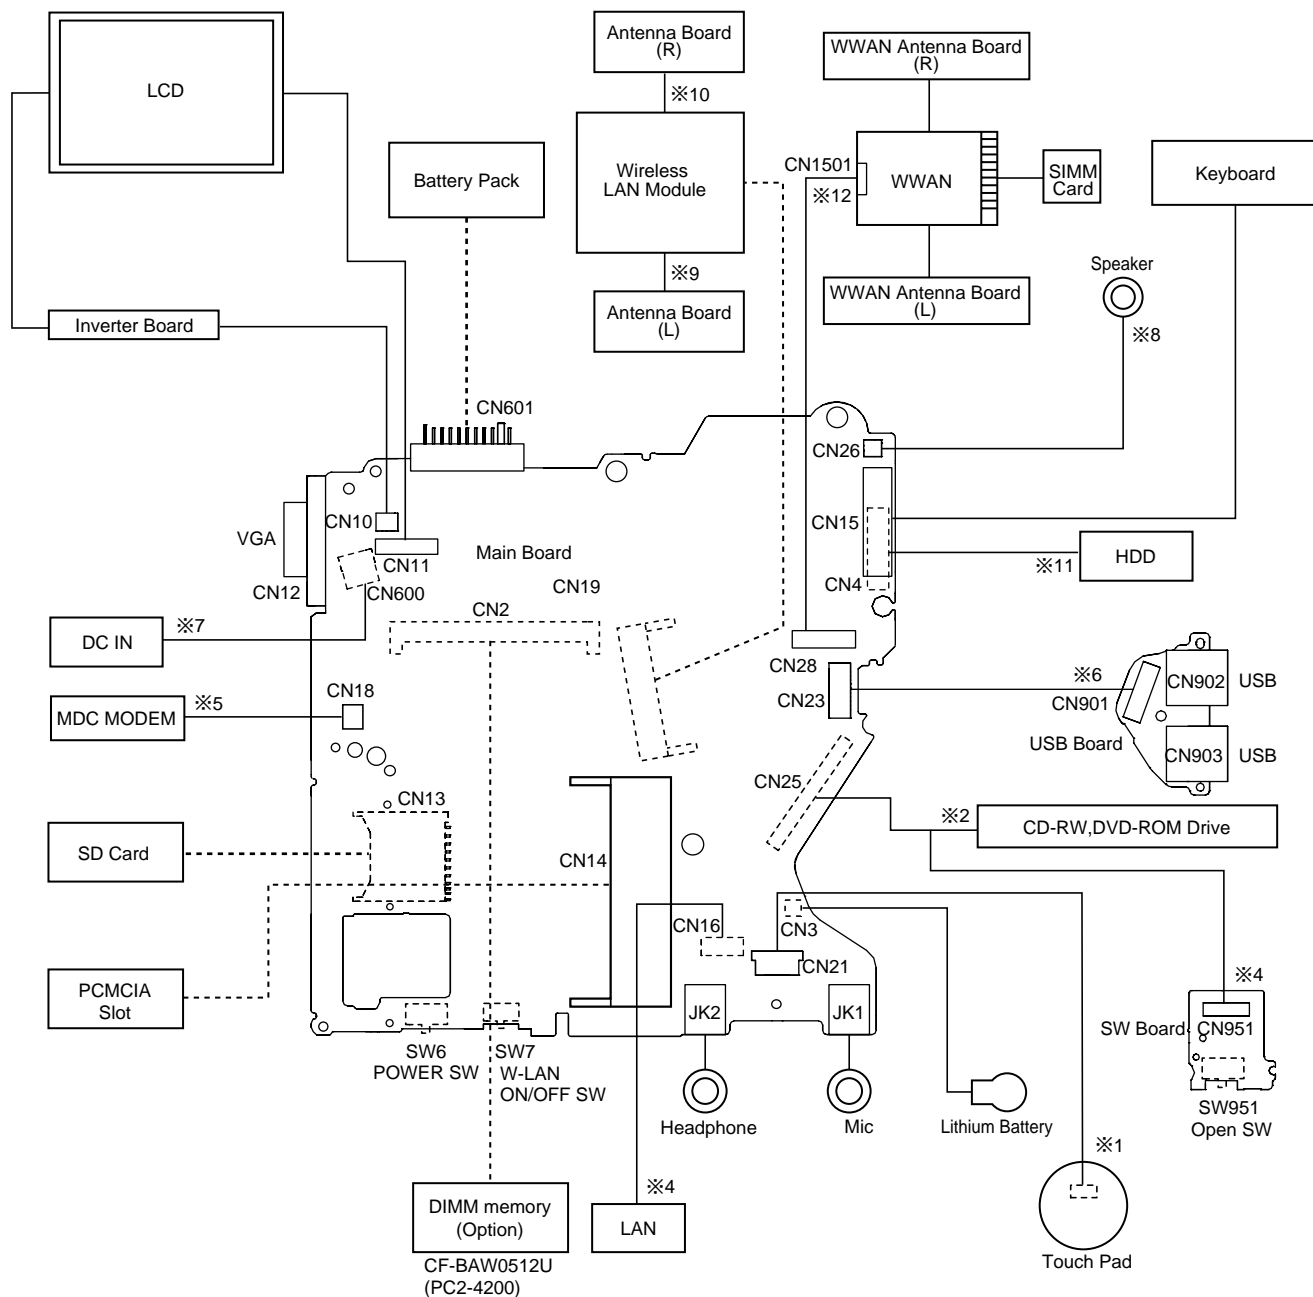 Antenna Board
(R)
WWAN Antenna Board
(R)
LCD
※10
CN1501
Wireless
LAN Module
Battery Pack
WWAN
SIMM
Card
Keyboard
※12
※9
Speaker
Antenna Board
(L)
WWAN Antenna Board
(L)
Inverter Board
※8
CN601
CN26
CN10
CN15
VGA
Main Board
CN11
HDD
※11
CN12
CN600
CN19
CN4
CN2
※7
DC IN
CN28
※6
CN902
USB
CN18
CN23
CN901
MDC MODEM
※5
USB Board
CN903
USB
CN25
CN13
※2
CD-RW,DVD-ROM Drive
SD Card
CN14
CN16
CN3
CN21
※4
PCMCIA
Slot
JK2
JK1
SW Board
CN951
SW6
POWER SW
SW7
W-LAN
ON/OFF SW
SW951
Open SW
Headphone
Mic
Lithium Battery
※1
※4
DIMM memory
(Option)
LAN
Touch Pad
CF-BAW0512U
(PC2-4200)